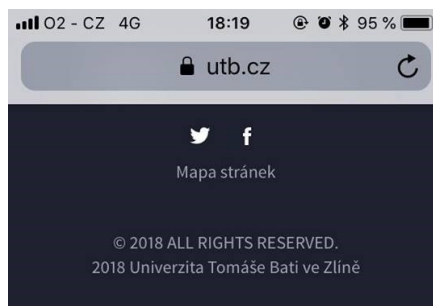 O2 - CZ 4G 18:19 95 %
utb.cz
Mapa stránek
© 2018 ALL RIGHTS RESERVED.
2018 Univerzita Tomáše Bati ve Zlíně